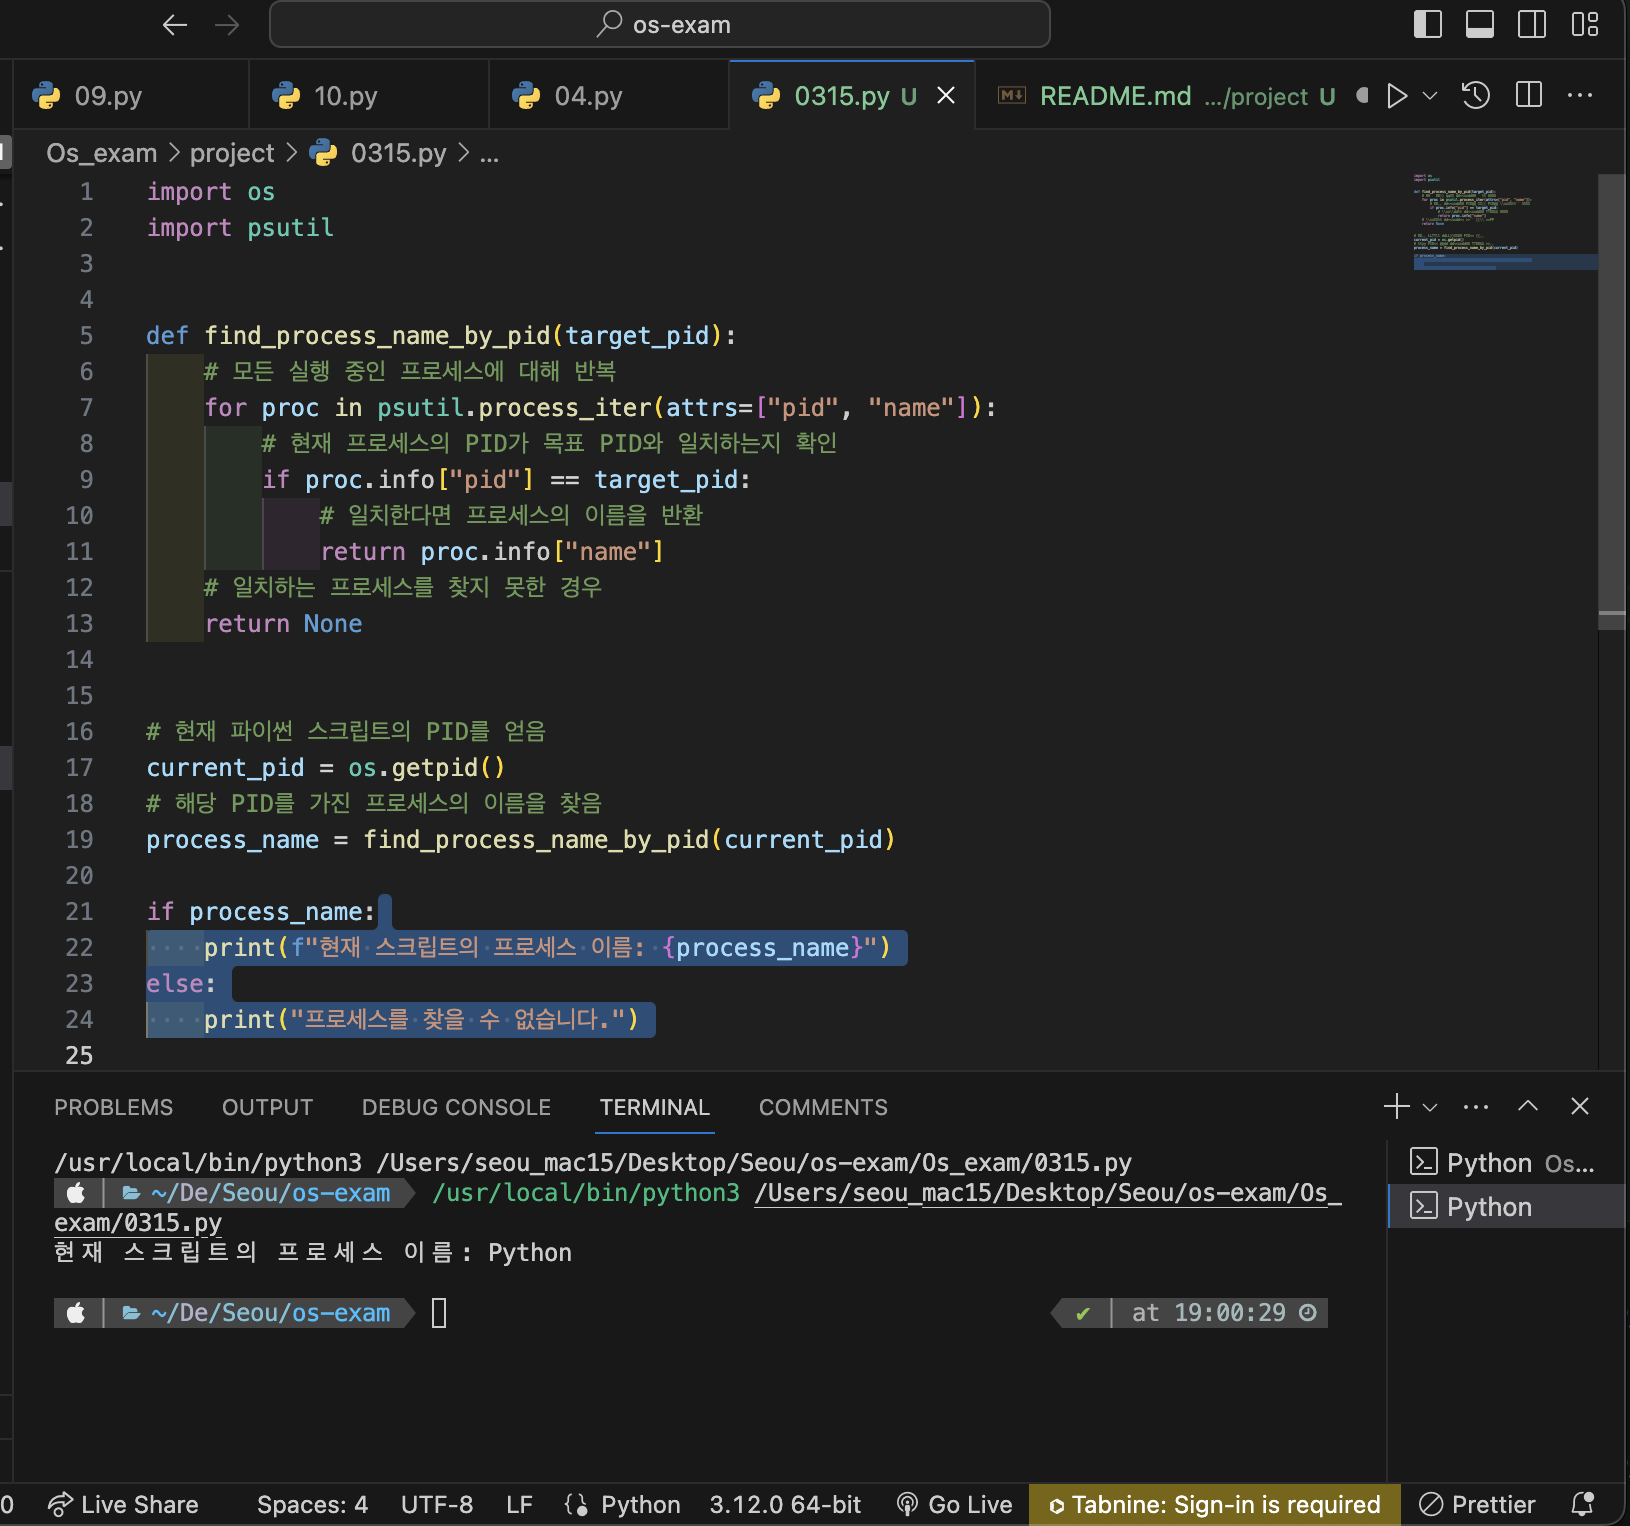 os-exam
09.py
10.py
04.py
0315.py U
README.md .../project U
Os_exam > project > 0315.py > ...
1 import os
2 import psutil
3
4
5 def find_process_name_by_pid(target_pid):
6 # 모든 실행 중인 프로세스에 대해 반복
7 for proc in psutil.process_iter(attrs=["pid", "name"]):
8 # 현재 프로세스의 PID가 목표 PID와 일치하는지 확인
9 if proc.info["pid"] == target_pid:
10 # 일치한다면 프로세스의 이름을 반환
11 return proc.info["name"]
12 # 일치하는 프로세스를 찾지 못한 경우
13 return None
14
15
16 # 현재 파이썬 스크립트의 PID를 얻음
17 current_pid = os.getpid()
18 # 해당 PID를 가진 프로세스의 이름을 찾음
19 process_name = find_process_name_by_pid(current_pid)
20
21 if process_name:
22 print(f"현재 스크립트의 프로세스 이름: {process_name}")
23 else:
24 print("프로세스를 찾을 수 없습니다.")
25
PROBLEMS OUTPUT DEBUG CONSOLE TERMINAL COMMENTS
/usr/local/bin/python3 /Users/seou_mac15/Desktop/Seou/os-exam/Os_exam/0315.py
~/De/Seou/os-exam /usr/local/bin/python3 /Users/seou_mac15/Desktop/Seou/os-exam/Os_
exam/0315.py
현재 스크립트의 프로세스 이름: Python
~/De/Seou/os-exam
✔ at 19:00:29
Python Os...
Python
0 Live Share Spaces: 4 UTF-8 LF Python 3.12.0 64-bit Go Live Tabnine: Sign-in is required Prettier